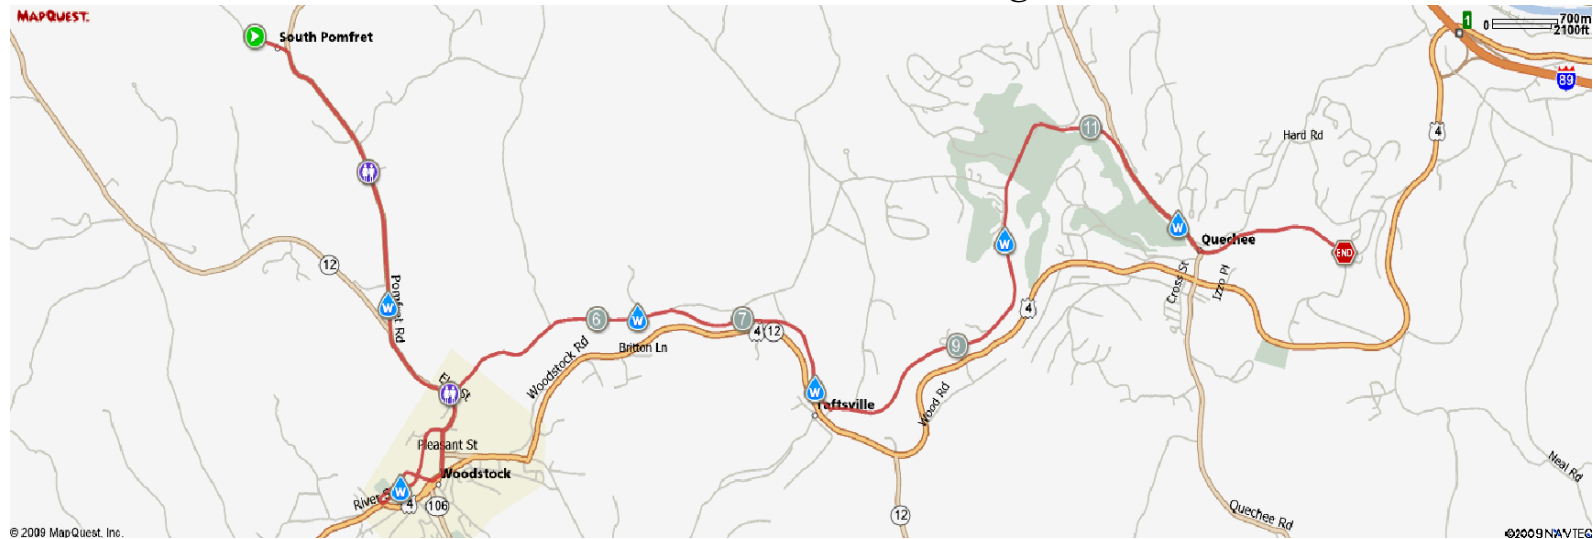 MAPQUEST.
South Pomfret
1
0
700m
2100ft
89
4
Hard Rd
11
12
Pomfret Rd
W
W
W
Quechee
END
Cross St
Izzo Pl
4
6
W
7
4
12
Britton Ln
Woodstock Rd
9
W
Taftsville
Wood Rd
Pleasant St
Woodstock
River
W
4
106
12
Quechee Rd
Neal Rd
© 2009 MapQuest, Inc.
©2009 NAVTEQ